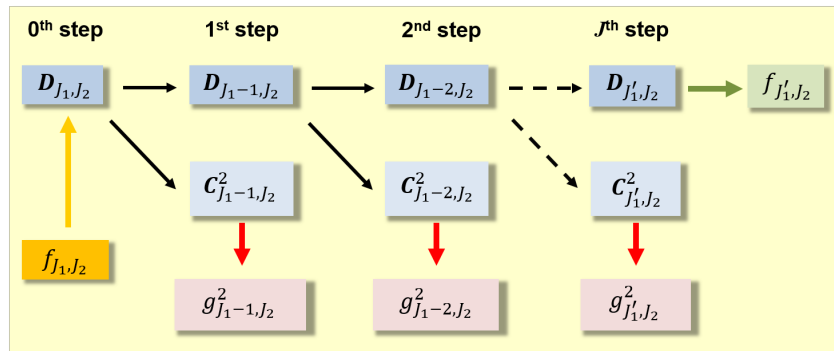 0th step 1st step 2nd step Jth step
D_{J_1,J_2} D_{J_1−1,J_2} D_{J_1−2,J_2} D_{J_1′,J_2} f_{J_1′,J_2}
C^2_{J_1−1,J_2} C^2_{J_1−2,J_2} C^2_{J_1′,J_2}
f_{J_1,J_2}
g^2_{J_1−1,J_2} g^2_{J_1−2,J_2} g^2_{J_1′,J_2}